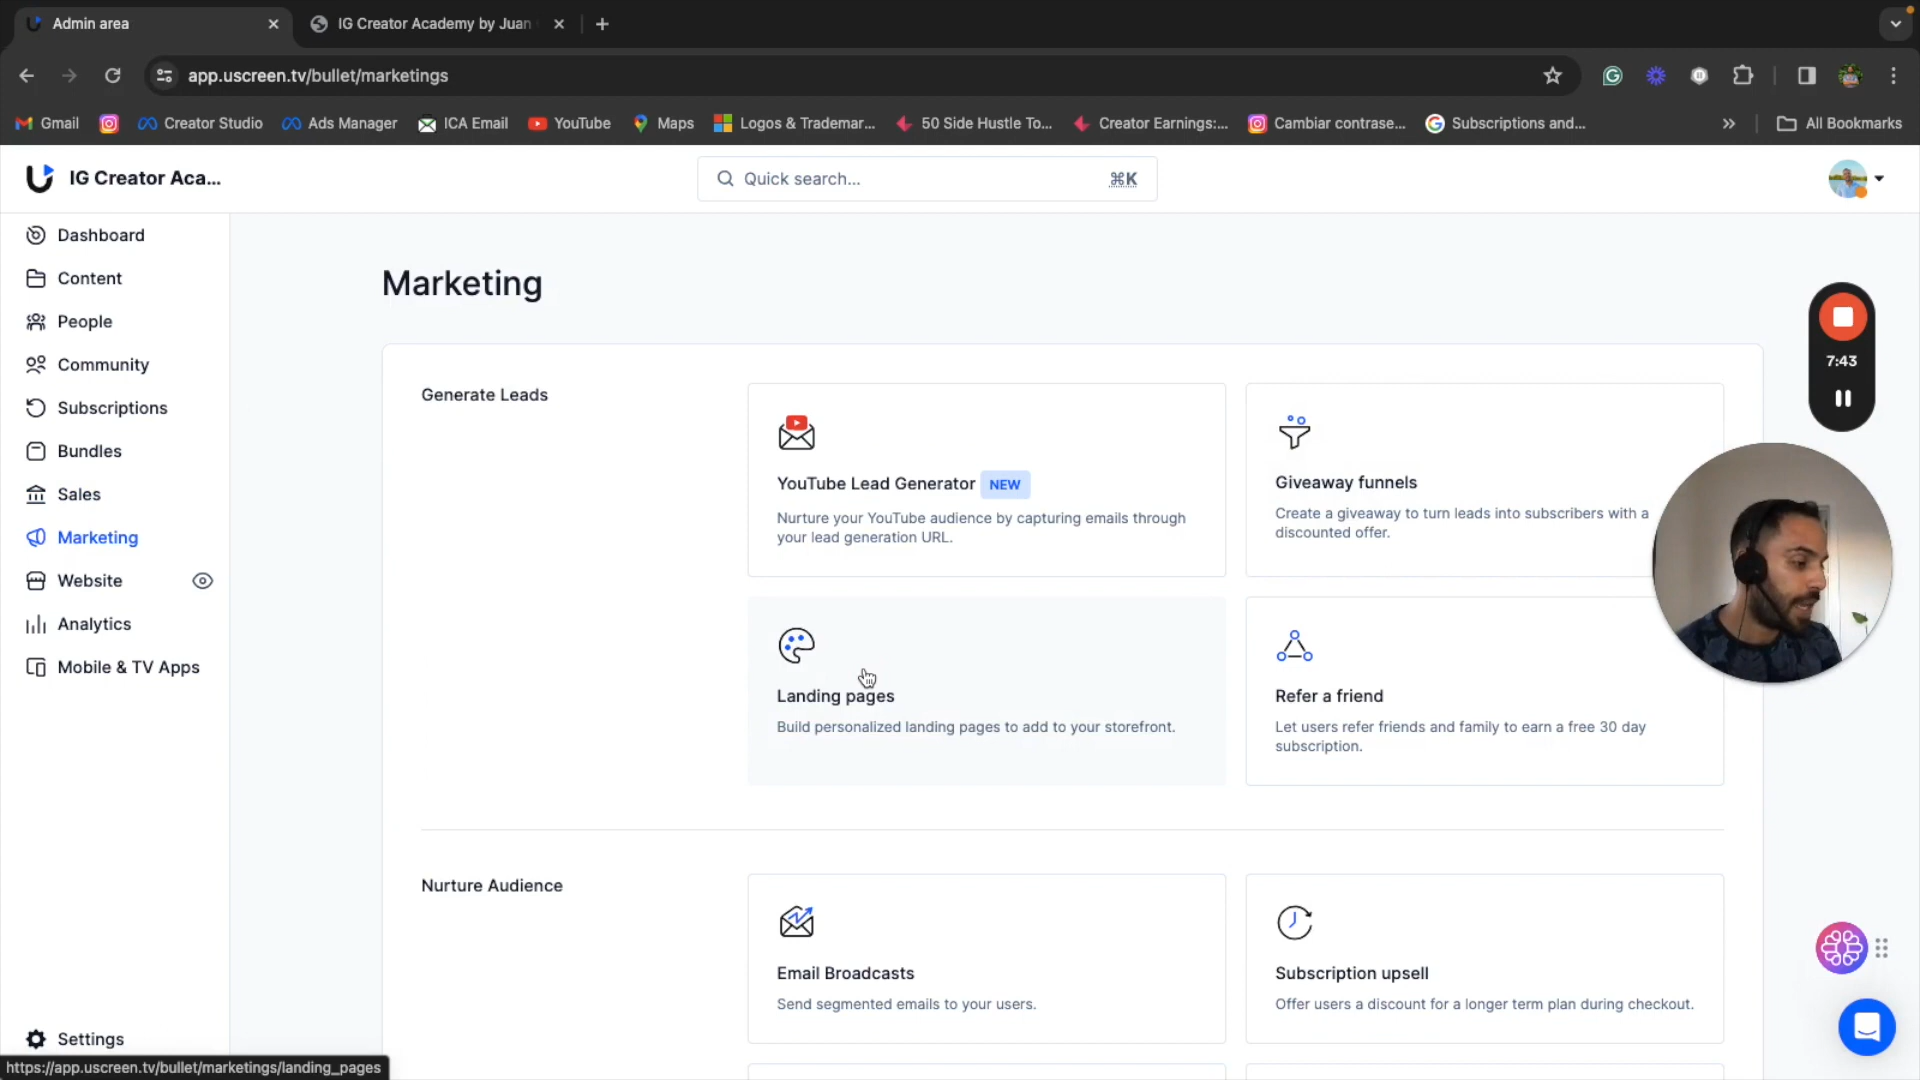 Admin area
IG Creator Academy by Juan
app.uscreen.tv/bullet/marketings
Gmail
Creator Studio
Ads Manager
ICA Email
YouTube
Maps
Logos & Trademar...
50 Side Hustle To...
Creator Earnings:...
Cambiar contrase...
Subscriptions and...
All Bookmarks
IG Creator Aca...
Quick search...
⌘K
Dashboard
Content
People
Community
Subscriptions
Bundles
Sales
Marketing
Website
Analytics
Mobile & TV Apps
Settings
https://app.uscreen.tv/bullet/marketings/landing_pages
Marketing
Generate Leads
YouTube Lead Generator NEW
Nurture your YouTube audience by capturing emails through
your lead generation URL.
Giveaway funnels
Create a giveaway to turn leads into subscribers with a
discounted offer.
Landing pages
Build personalized landing pages to add to your storefront.
Refer a friend
Let users refer friends and family to earn a free 30 day
subscription.
Nurture Audience
Email Broadcasts
Send segmented emails to your users.
Subscription upsell
Offer users a discount for a longer term plan during checkout.
7:43